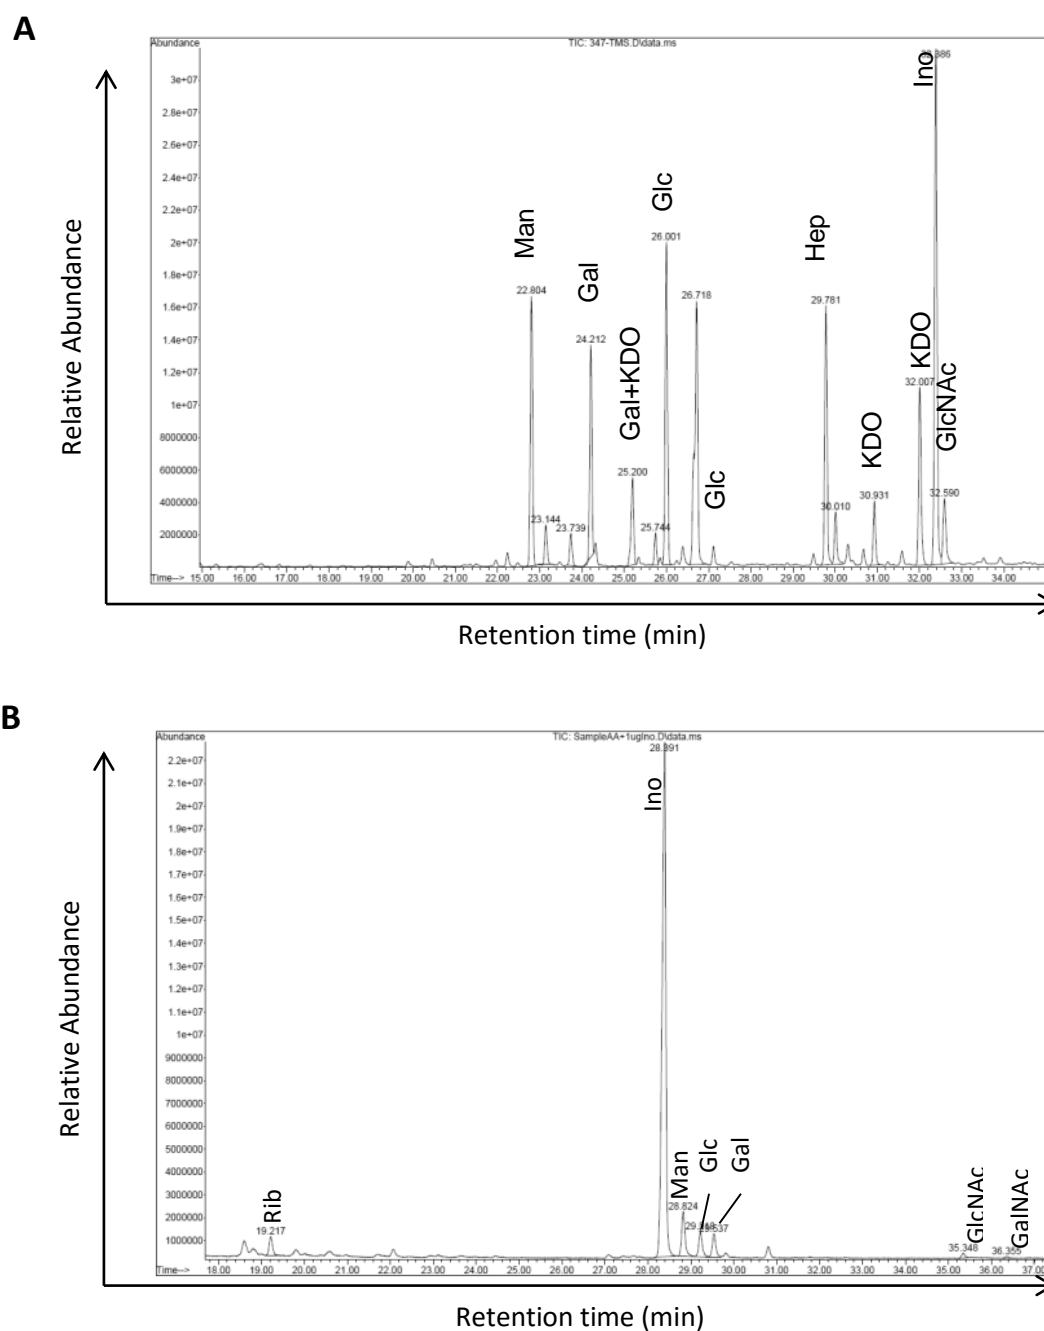 A
Abundance
TIC: 347-TMS.D\data.ms
3e+07
2.8e+07
2.6e+07
2.4e+07
2.2e+07
2e+07
1.8e+07
1.6e+07
1.4e+07
1.2e+07
1e+07
8000000
6000000
4000000
2000000
Relative Abundance
Man
22.804
23.144
23.739
Gal
24.212
Gal+KDO
25.200
25.744
Glc
26.001
26.718
Glc
Hep
29.781
30.010
KDO
30.931
KDO
32.007
Ino
GlcNAc
32.590
Time-->
15.00 16.00 17.00 18.00 19.00 20.00 21.00 22.00 23.00 24.00 25.00 26.00 27.00 28.00 29.00 30.00 31.00 32.00 33.00 34.00
Retention time (min)
B
Abundance
TIC: SampleAA+1ugIno.D\data.ms
2.2e+07
2.1e+07
2e+07
1.9e+07
1.8e+07
1.7e+07
1.6e+07
1.5e+07
1.4e+07
1.3e+07
1.2e+07
1.1e+07
1e+07
9000000
8000000
7000000
6000000
5000000
4000000
3000000
2000000
1000000
Relative Abundance
Rib
19.217
28.391
Ino
Man
28.824
Glc
Gal
GlcNAc
35.348
GalNAc
36.355
Time-->
18.00 19.00 20.00 21.00 22.00 23.00 24.00 25.00 26.00 27.00 28.00 29.00 30.00 31.00 32.00 33.00 34.00 35.00 36.00 37.00
Retention time (min)